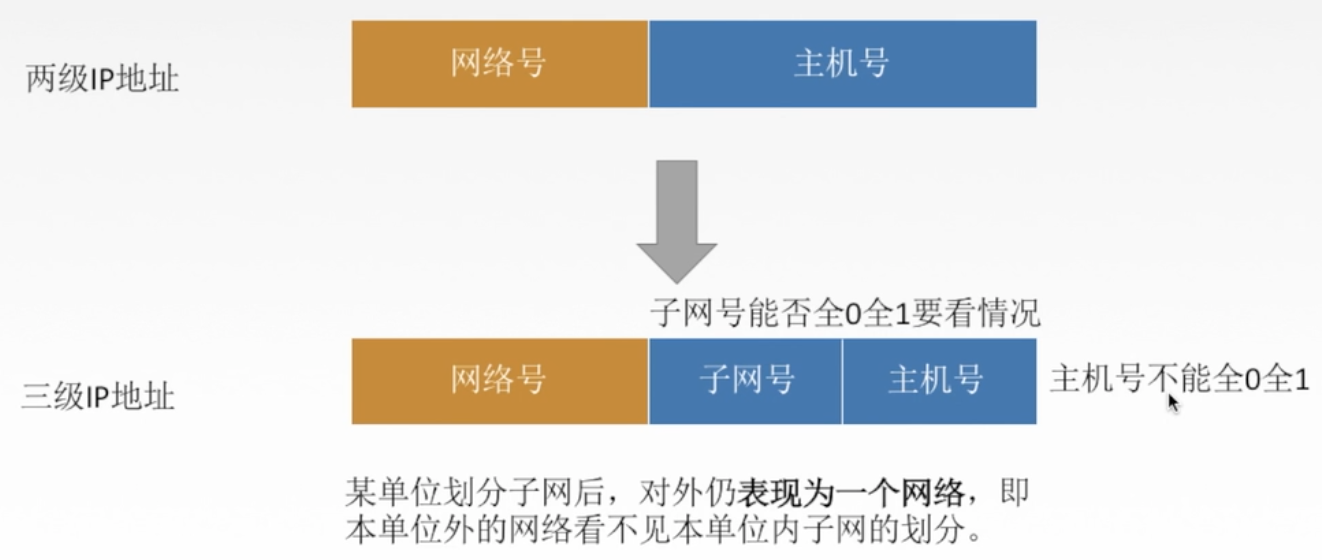 两级IP地址
网络号
主机号
子网号能否全0全1要看情况
三级IP地址
网络号
子网号
主机号
主机号不能全0全1
某单位划分子网后，对外仍表现为一个网络，即
本单位外的网络看不见本单位内子网的划分。